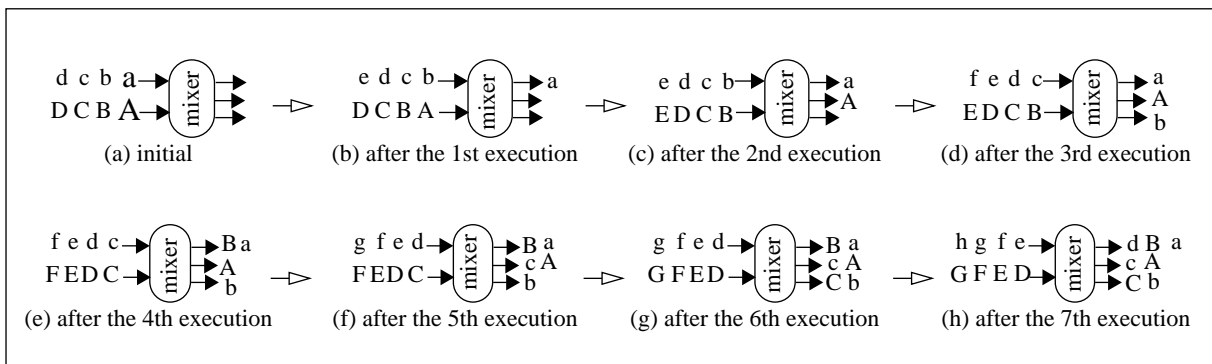 d c b a mixer
D C B A
(a) initial
e d c b mixer a
D C B A
(b) after the 1st execution
e d c b mixer a
E D C B A
(c) after the 2nd execution
f e d c mixer a
E D C B A
b
(d) after the 3rd execution
f e d c mixer B a
F E D C A
b
(e) after the 4th execution
g f e d mixer B a
F E D C c A
b
(f) after the 5th execution
g f e d mixer B a
G F E D c A
C b
(g) after the 6th execution
h g f e mixer d B a
G F E D c A
C b
(h) after the 7th execution